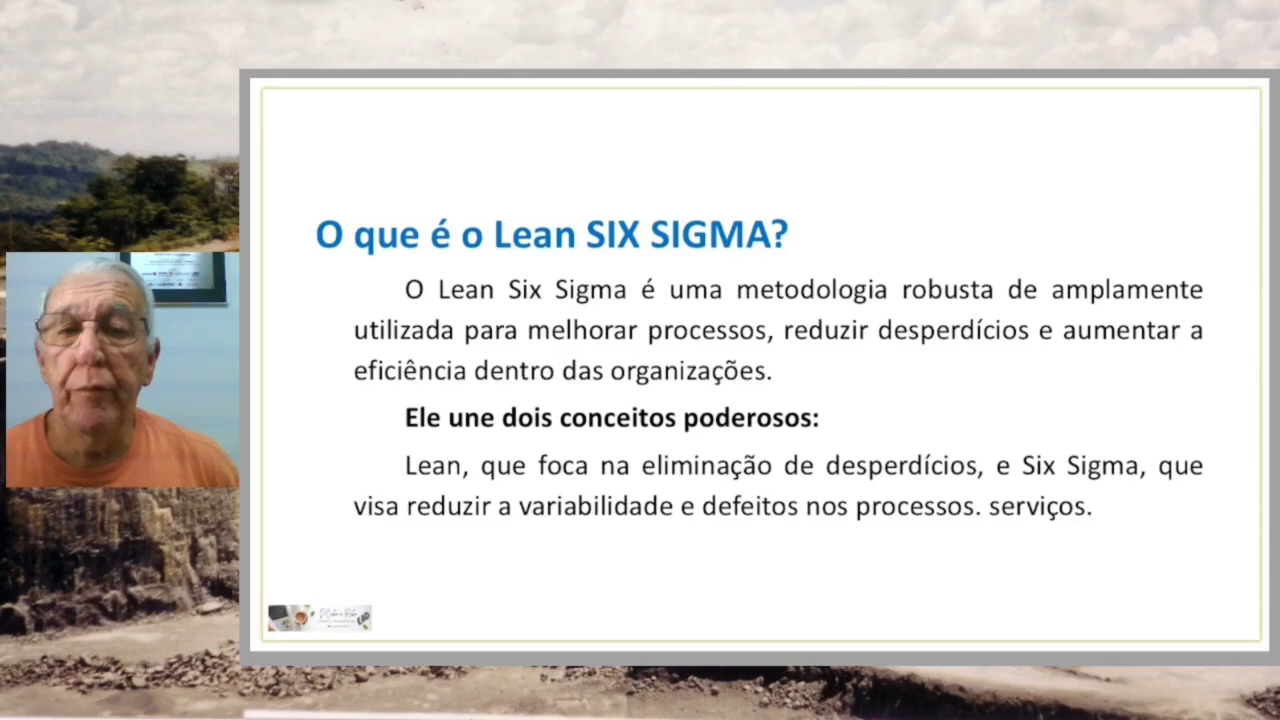 O que é o Lean SIX SIGMA?
O Lean Six Sigma é uma metodologia robusta de amplamente
utilizada para melhorar processos, reduzir desperdícios e aumentar a
eficiência dentro das organizações.
Ele une dois conceitos poderosos:
Lean, que foca na eliminação de desperdícios, e Six Sigma, que
visa reduzir a variabilidade e defeitos nos processos. serviços.